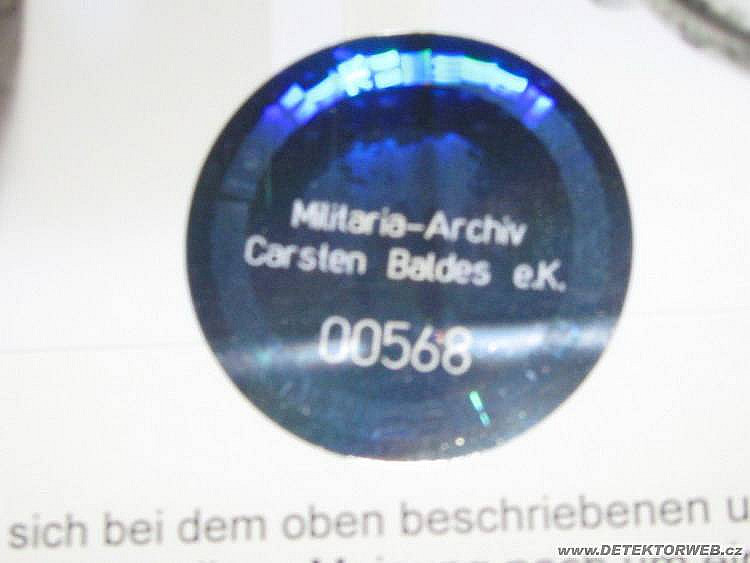 Militaria-Archiv
Carsten Baldes e.K.
00568
sich bei dem oben beschriebenen u
www.DETEKTORWEB.cz